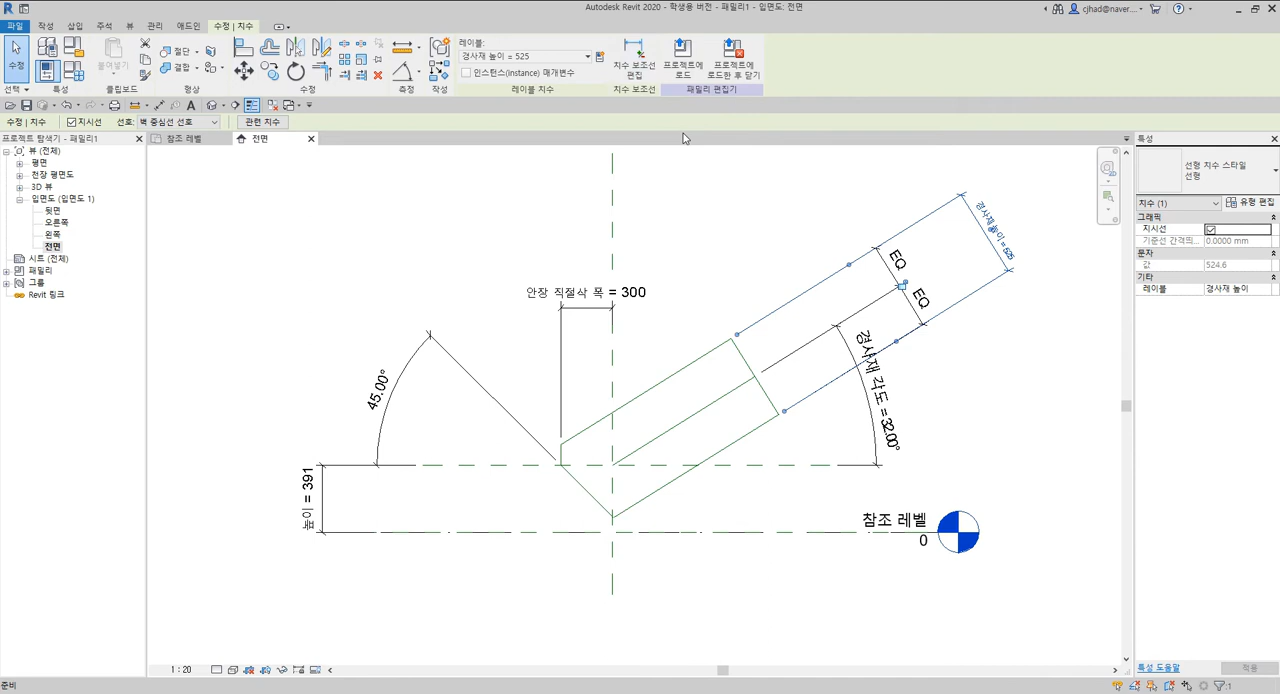 Autodesk Revit 2020 - 학생용 버전 - 패밀리1 - 입면도: 전면
cjhad@naver....
파일 작성 삽입 주석 뷰 관리 애드인 수정 | 치수
수정
붙여넣기
절단
결합
레이블:
경사재 높이 = 525
인스턴스(Instance) 매개변수
치수 보조선
편집
프로젝트에
로드
프로젝트에
로드한 후 닫기
선택 특성 클립보드 형상 수정 측정 작성 레이블 치수 치수 보조선 패밀리 편집기
수정 | 치수 지시선 선호: 벽 중심선 선호 관련 치수
프로젝트 탐색기 - 패밀리1
참조 레벨
전면
특성
뷰 (전체)
평면
천장 평면도
3D 뷰
입면도 (입면도 1)
뒷면
오른쪽
왼쪽
전면
시트 (전체)
패밀리
그룹
Revit 링크
2D
경사재 높이 = 525
EQ
EQ
안장 직절삭 폭 = 300
45.00°
경사재 각도 = 32.00°
높이 = 391
참조 레벨
0
선형 치수 스타일
선형
치수 (1)
유형 편집
그래픽
지시선
기준선 간격띄...
0.0000 mm
문자
값
524.6
기타
레이블
경사재 높이
1 : 20
특성 도움말
적용
준비
:1